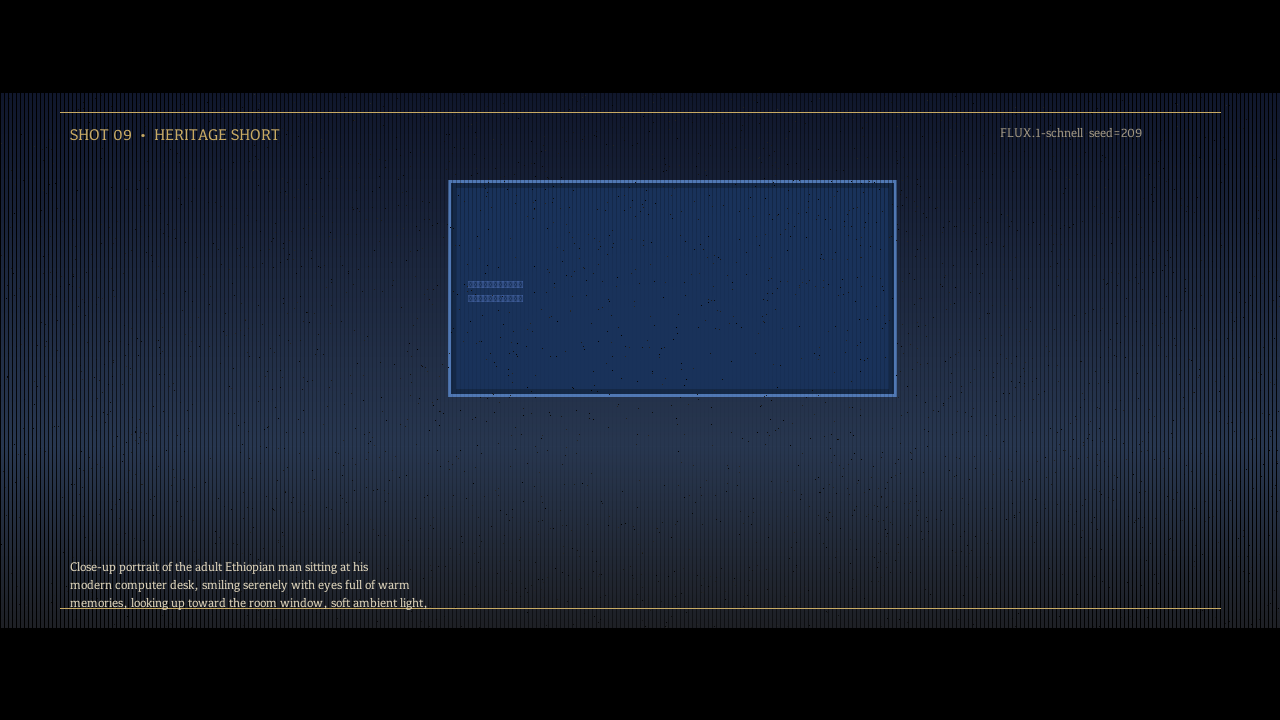 SHOT 09 • HERITAGE SHORT
FLUX.1-schnell seed=209
Close-up portrait of the adult Ethiopian man sitting at his
modern computer desk, smiling serenely with eyes full of warm
memories, looking up toward the room window, soft ambient light,